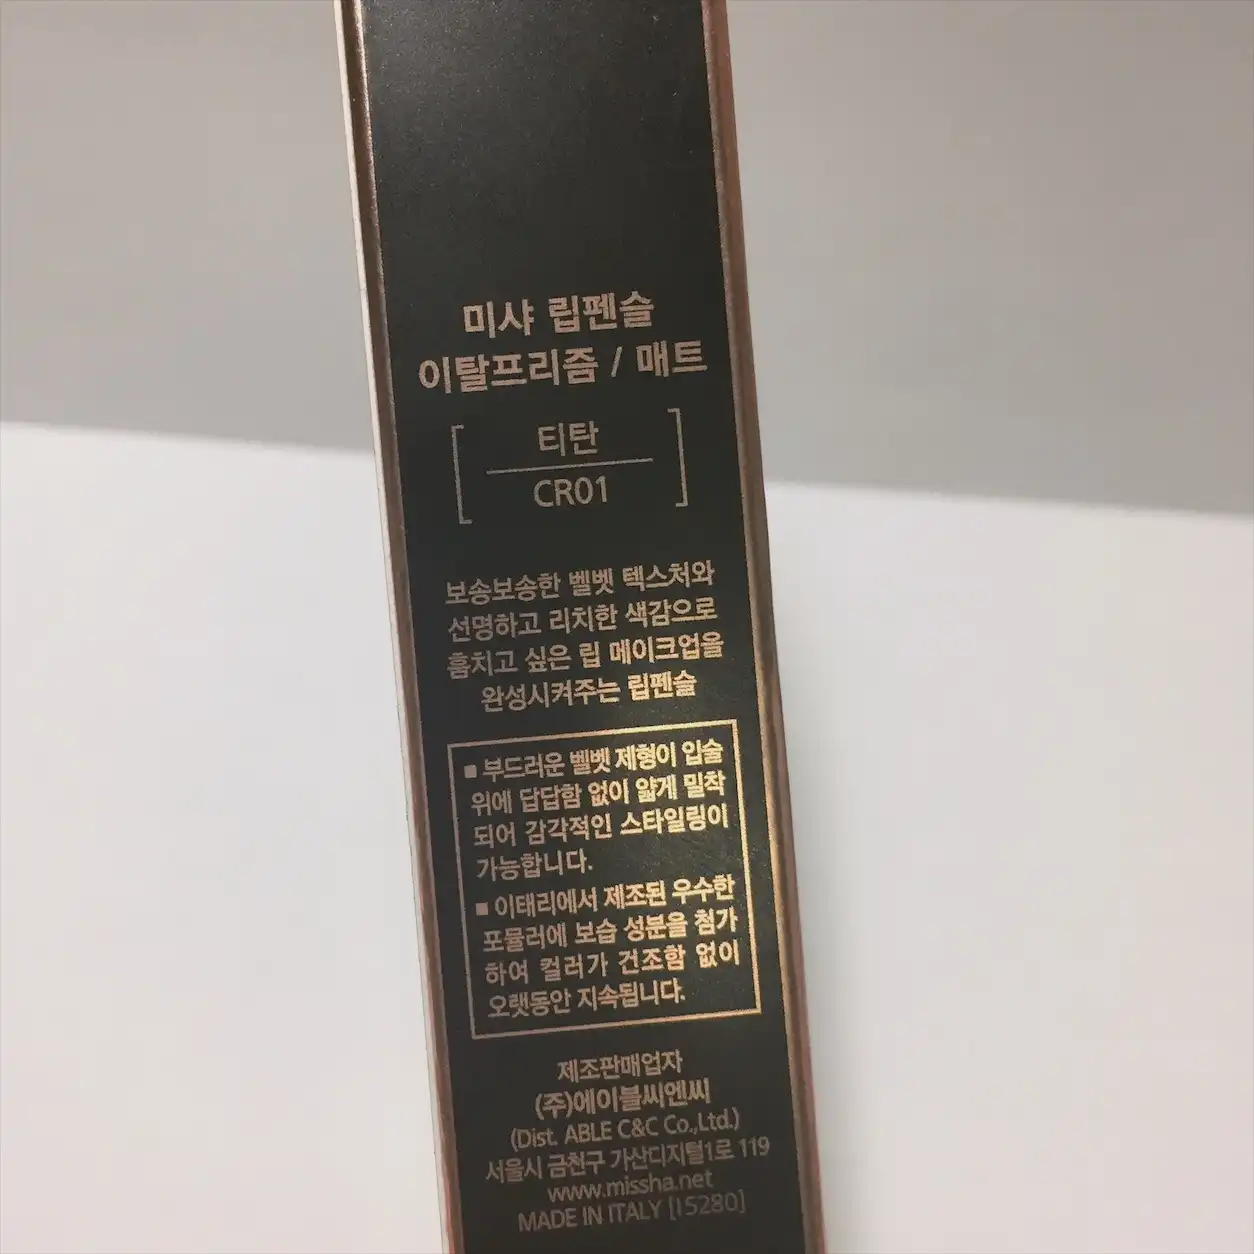 미샤 립펜슬
이탈프리즘 / 매트
티탄
CR01
보송보송한 벨벳 텍스처와
선명하고 리치한 색감으로
훔치고 싶은 립 메이크업을
완성시켜주는 립펜슬
■ 부드러운 벨벳 제형이 입술
위에 답답함 없이 얇게 밀착
되어 감각적인 스타일링이
가능합니다.
■ 이태리에서 제조된 우수한
포뮬러에 보습 성분을 첨가
하여 컬러가 건조함 없이
오랫동안 지속됩니다.
제조판매업자
(주)에이블씨엔씨
(Dist. ABLE C&C Co.,Ltd.)
서울시 금천구 가산디지털1로 119
www.missha.net
MADE IN ITALY [15280]